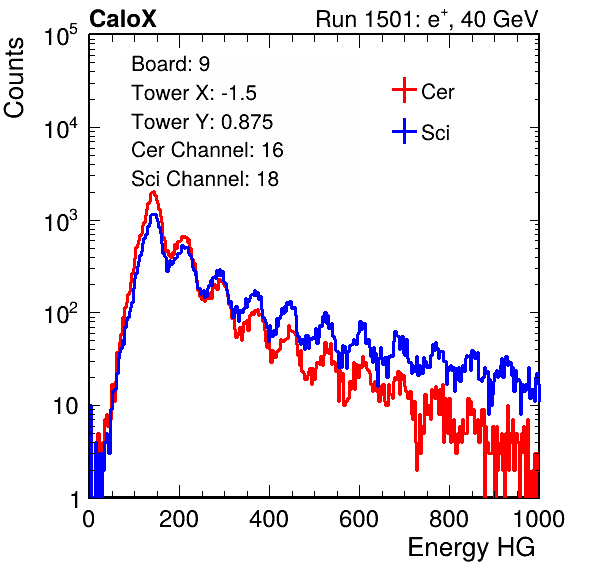 CaloX Run 1501: e⁺, 40 GeV
Counts
Board: 9
Tower X: -1.5
Tower Y: 0.875
Cer Channel: 16
Sci Channel: 18
Cer
Sci
10⁵
10⁴
10³
10²
10
1
0 200 400 600 800 1000
Energy HG